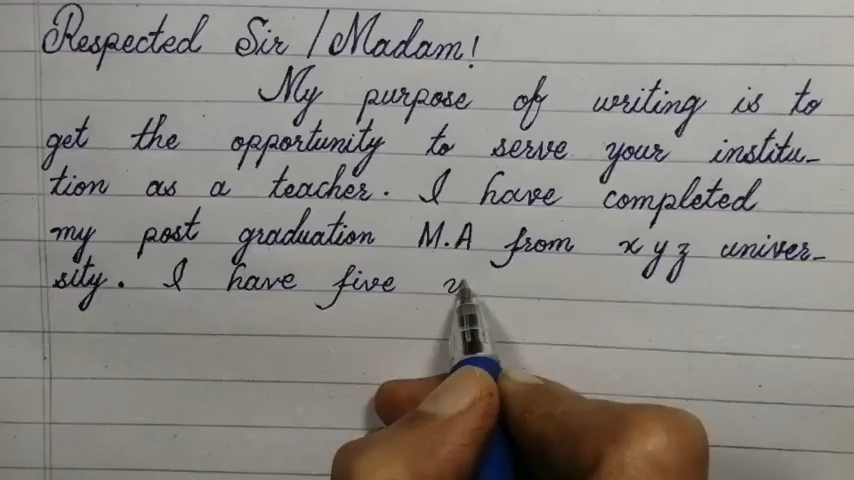 Respected Sir / Madam!
My purpose of writing is to
get the opportunity to serve your institu-
tion as a teacher. I have completed
my post graduation M.A from x y z univer-
sity. I have five